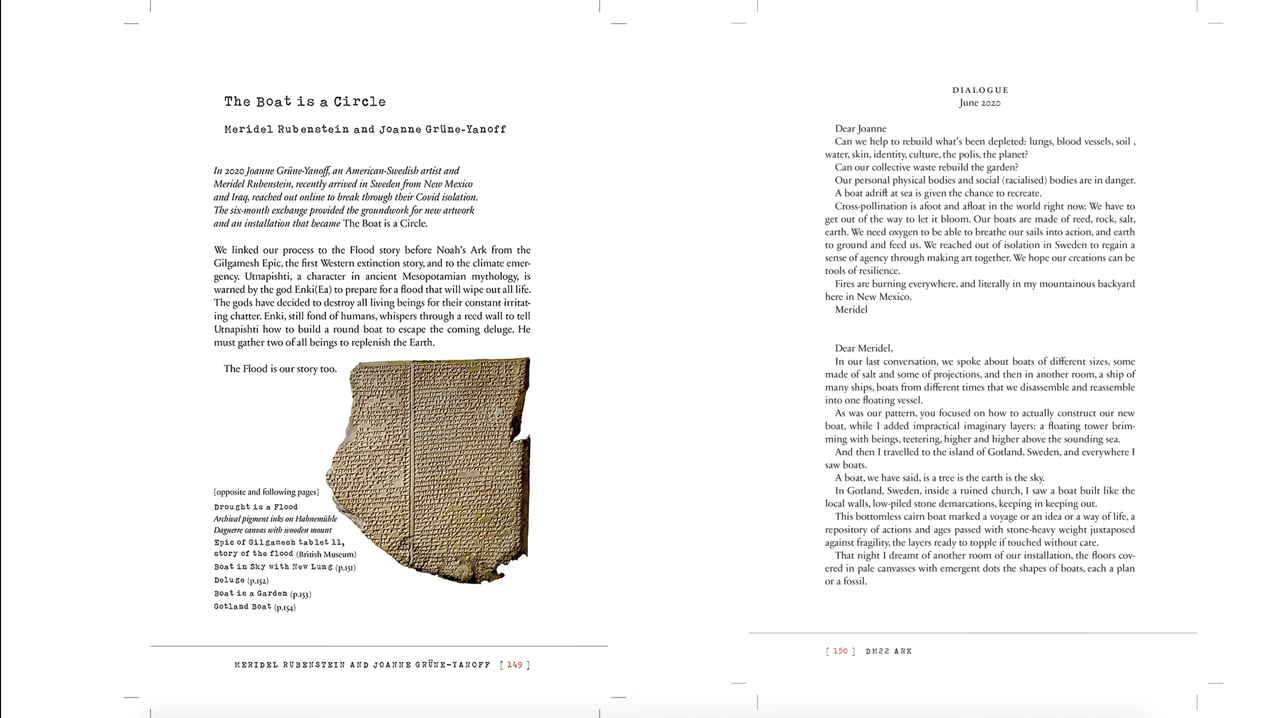 The Boat is a Circle
Meridel Rubenstein and Joanne Grüne-Yanoff
In 2020 Joanne Grüne-Yanoff, an American-Swedish artist and
Meridel Rubenstein, recently arrived in Sweden from New Mexico
and Iraq, reached out online to break through their Covid isolation.
The six-month exchange provided the groundwork for new artwork
and an installation that became The Boat is a Circle.
We linked our process to the Flood story before Noah's Ark from the
Gilgamesh Epic, the first Western extinction story, and to the climate emer-
gency. Utnapishti, a character in ancient Mesopotamian mythology, is
warned by the god Enki(Ea) to prepare for a flood that will wipe out all life.
The gods have decided to destroy all living beings for their constant irritat-
ing chatter. Enki, still fond of humans, whispers through a reed wall to tell
Utnapishti how to build a round boat to escape the coming deluge. He
must gather two of all beings to replenish the Earth.
The Flood is our story too.
[opposite and following pages]
Drought is a Flood
Archival pigment inks on Hahnemühle
Daguerre canvas with wooden mount
Epic of Gilgamesh tablet 11,
story of the flood (British Museum)
Boat in Sky with New Lung (p.151)
Deluge (p.152)
Boat is a Garden (p.153)
Gotland Boat (p.154)
MERIDEL RUBENSTEIN AND JOANNE GRÜNE-YANOFF [ 149 ]
DIALOGUE
June 2020
Dear Joanne
Can we help to rebuild what's been depleted: lungs, blood vessels, soil ,
water, skin, identity, culture, the polis, the planet?
Can our collective waste rebuild the garden?
Our personal physical bodies and social (racialised) bodies are in danger.
A boat adrift at sea is given the chance to recreate.
Cross-pollination is afoot and afloat in the world right now. We have to
get out of the way to let it bloom. Our boats are made of reed, rock, salt,
earth. We need oxygen to be able to breathe our sails into action, and earth
to ground and feed us. We reached out of isolation in Sweden to regain a
sense of agency through making art together. We hope our creations can be
tools of resilience.
Fires are burning everywhere, and literally in my mountainous backyard
here in New Mexico.
Meridel
Dear Meridel,
In our last conversation, we spoke about boats of different sizes, some
made of salt and some of projections, and then in another room, a ship of
many ships, boats from different times that we disassemble and reassemble
into one floating vessel.
As was our pattern, you focused on how to actually construct our new
boat, while I added impractical imaginary layers: a floating tower brim-
ming with beings, teetering, higher and higher above the sounding sea.
And then I travelled to the island of Gotland, Sweden, and everywhere I
saw boats.
A boat, we have said, is a tree is the earth is the sky.
In Gotland, Sweden, inside a ruined church, I saw a boat built like the
local walls, low-piled stone demarcations, keeping in keeping out.
This bottomless cairn boat marked a voyage or an idea or a way of life, a
repository of actions and ages passed with stone-heavy weight juxtaposed
against fragility, the layers ready to topple if touched without care.
That night I dreamt of another room of our installation, the floors cov-
ered in pale canvasses with emergent dots the shapes of boats, each a plan
or a fossil.
[ 150 ] DM22 ARK